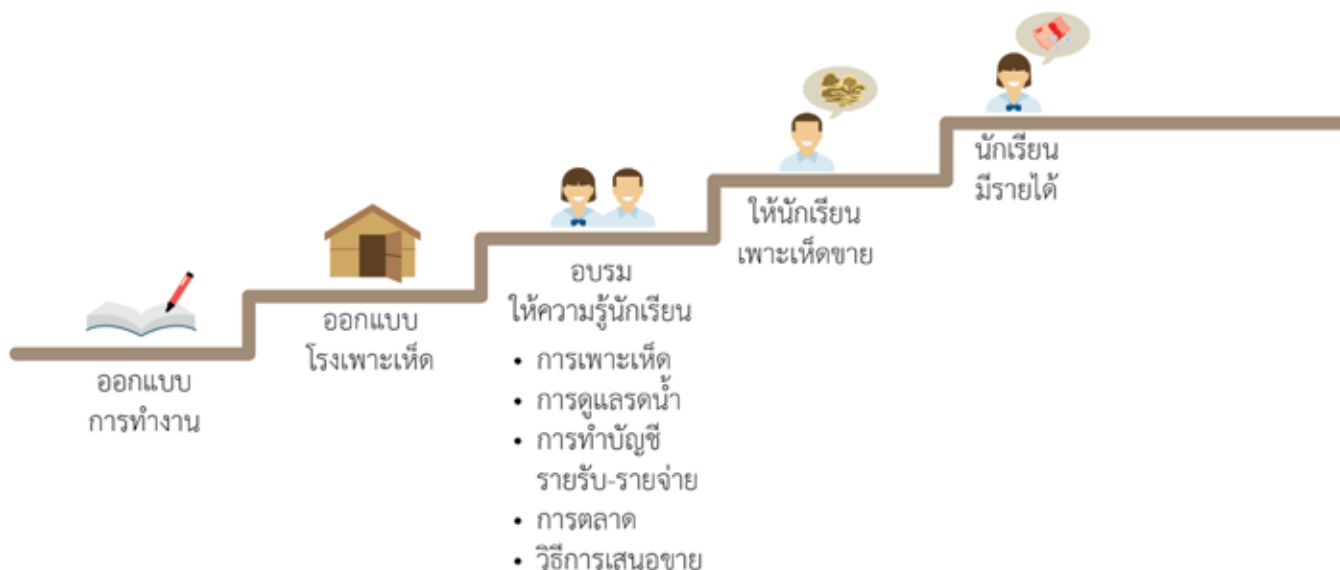 ออกแบบ
การทำงาน
ออกแบบ
โรงเพาะเห็ด
อบรม
ให้ความรู้นักเรียน
• การเพาะเห็ด
• การดูแลรดน้ำ
• การทำบัญชี
รายรับ-รายจ่าย
• การตลาด
• วิธีการเสนอขาย
ให้นักเรียน
เพาะเห็ดขาย
นักเรียน
มีรายได้